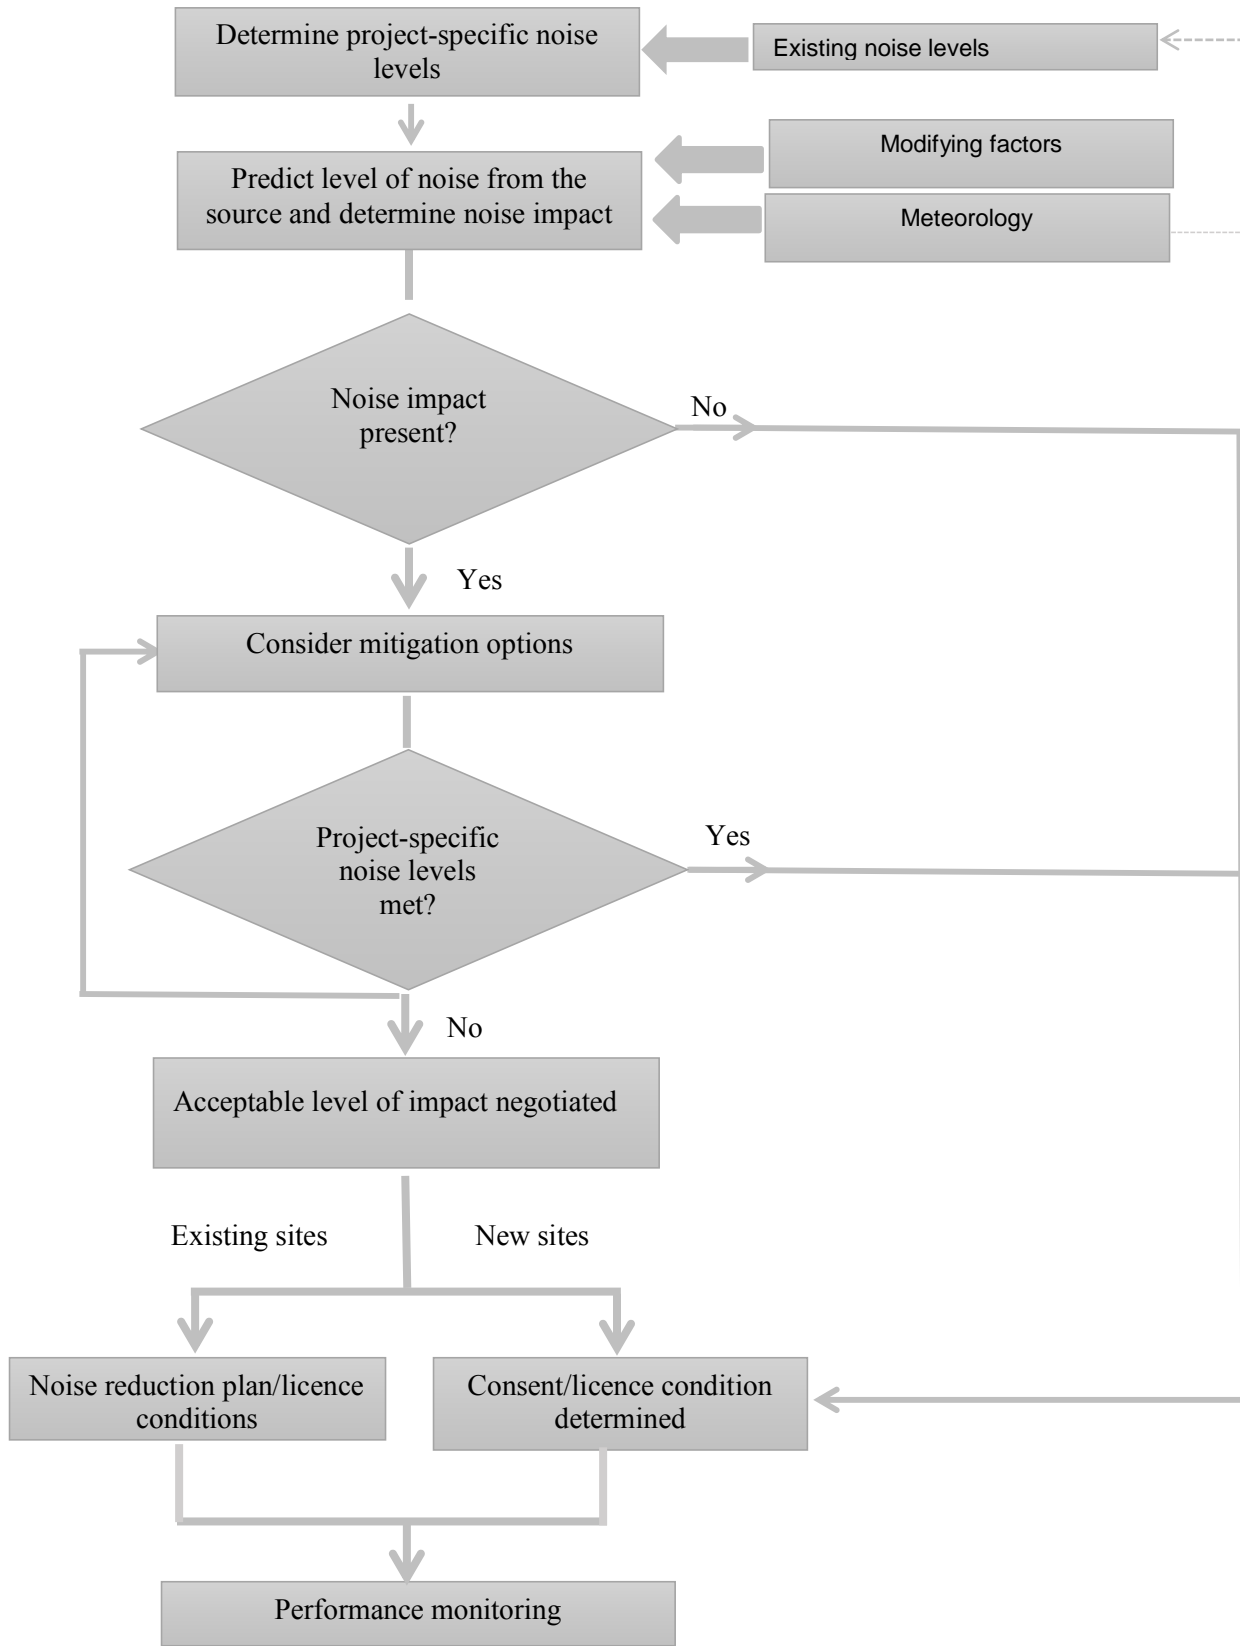 Determine project-specific noise
levels
Existing noise levels
Modifying factors
Predict level of noise from the
source and determine noise impact
Meteorology
Noise impact
present?
No
Yes
Consider mitigation options
Project-specific
noise levels
met?
Yes
No
Acceptable level of impact negotiated
Existing sites
New sites
Noise reduction plan/licence
conditions
Consent/licence condition
determined
Performance monitoring